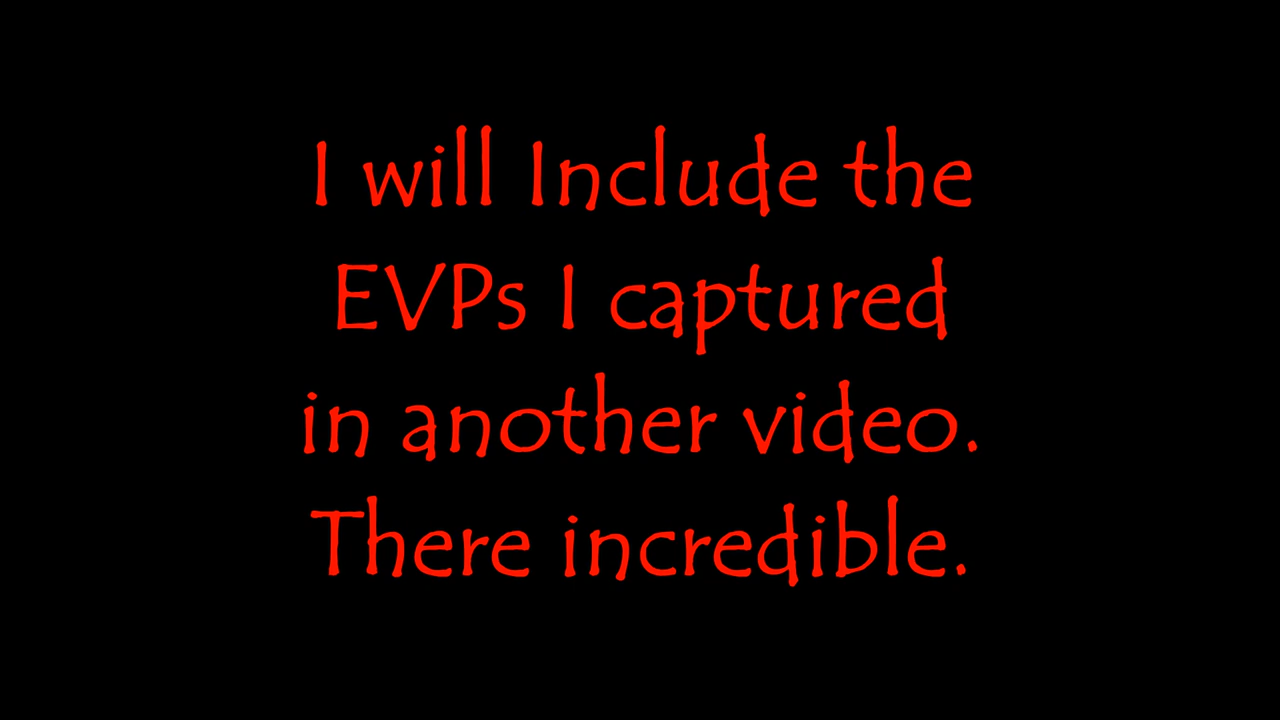 I will Include the
EVPs I captured
in another video.
There incredible.